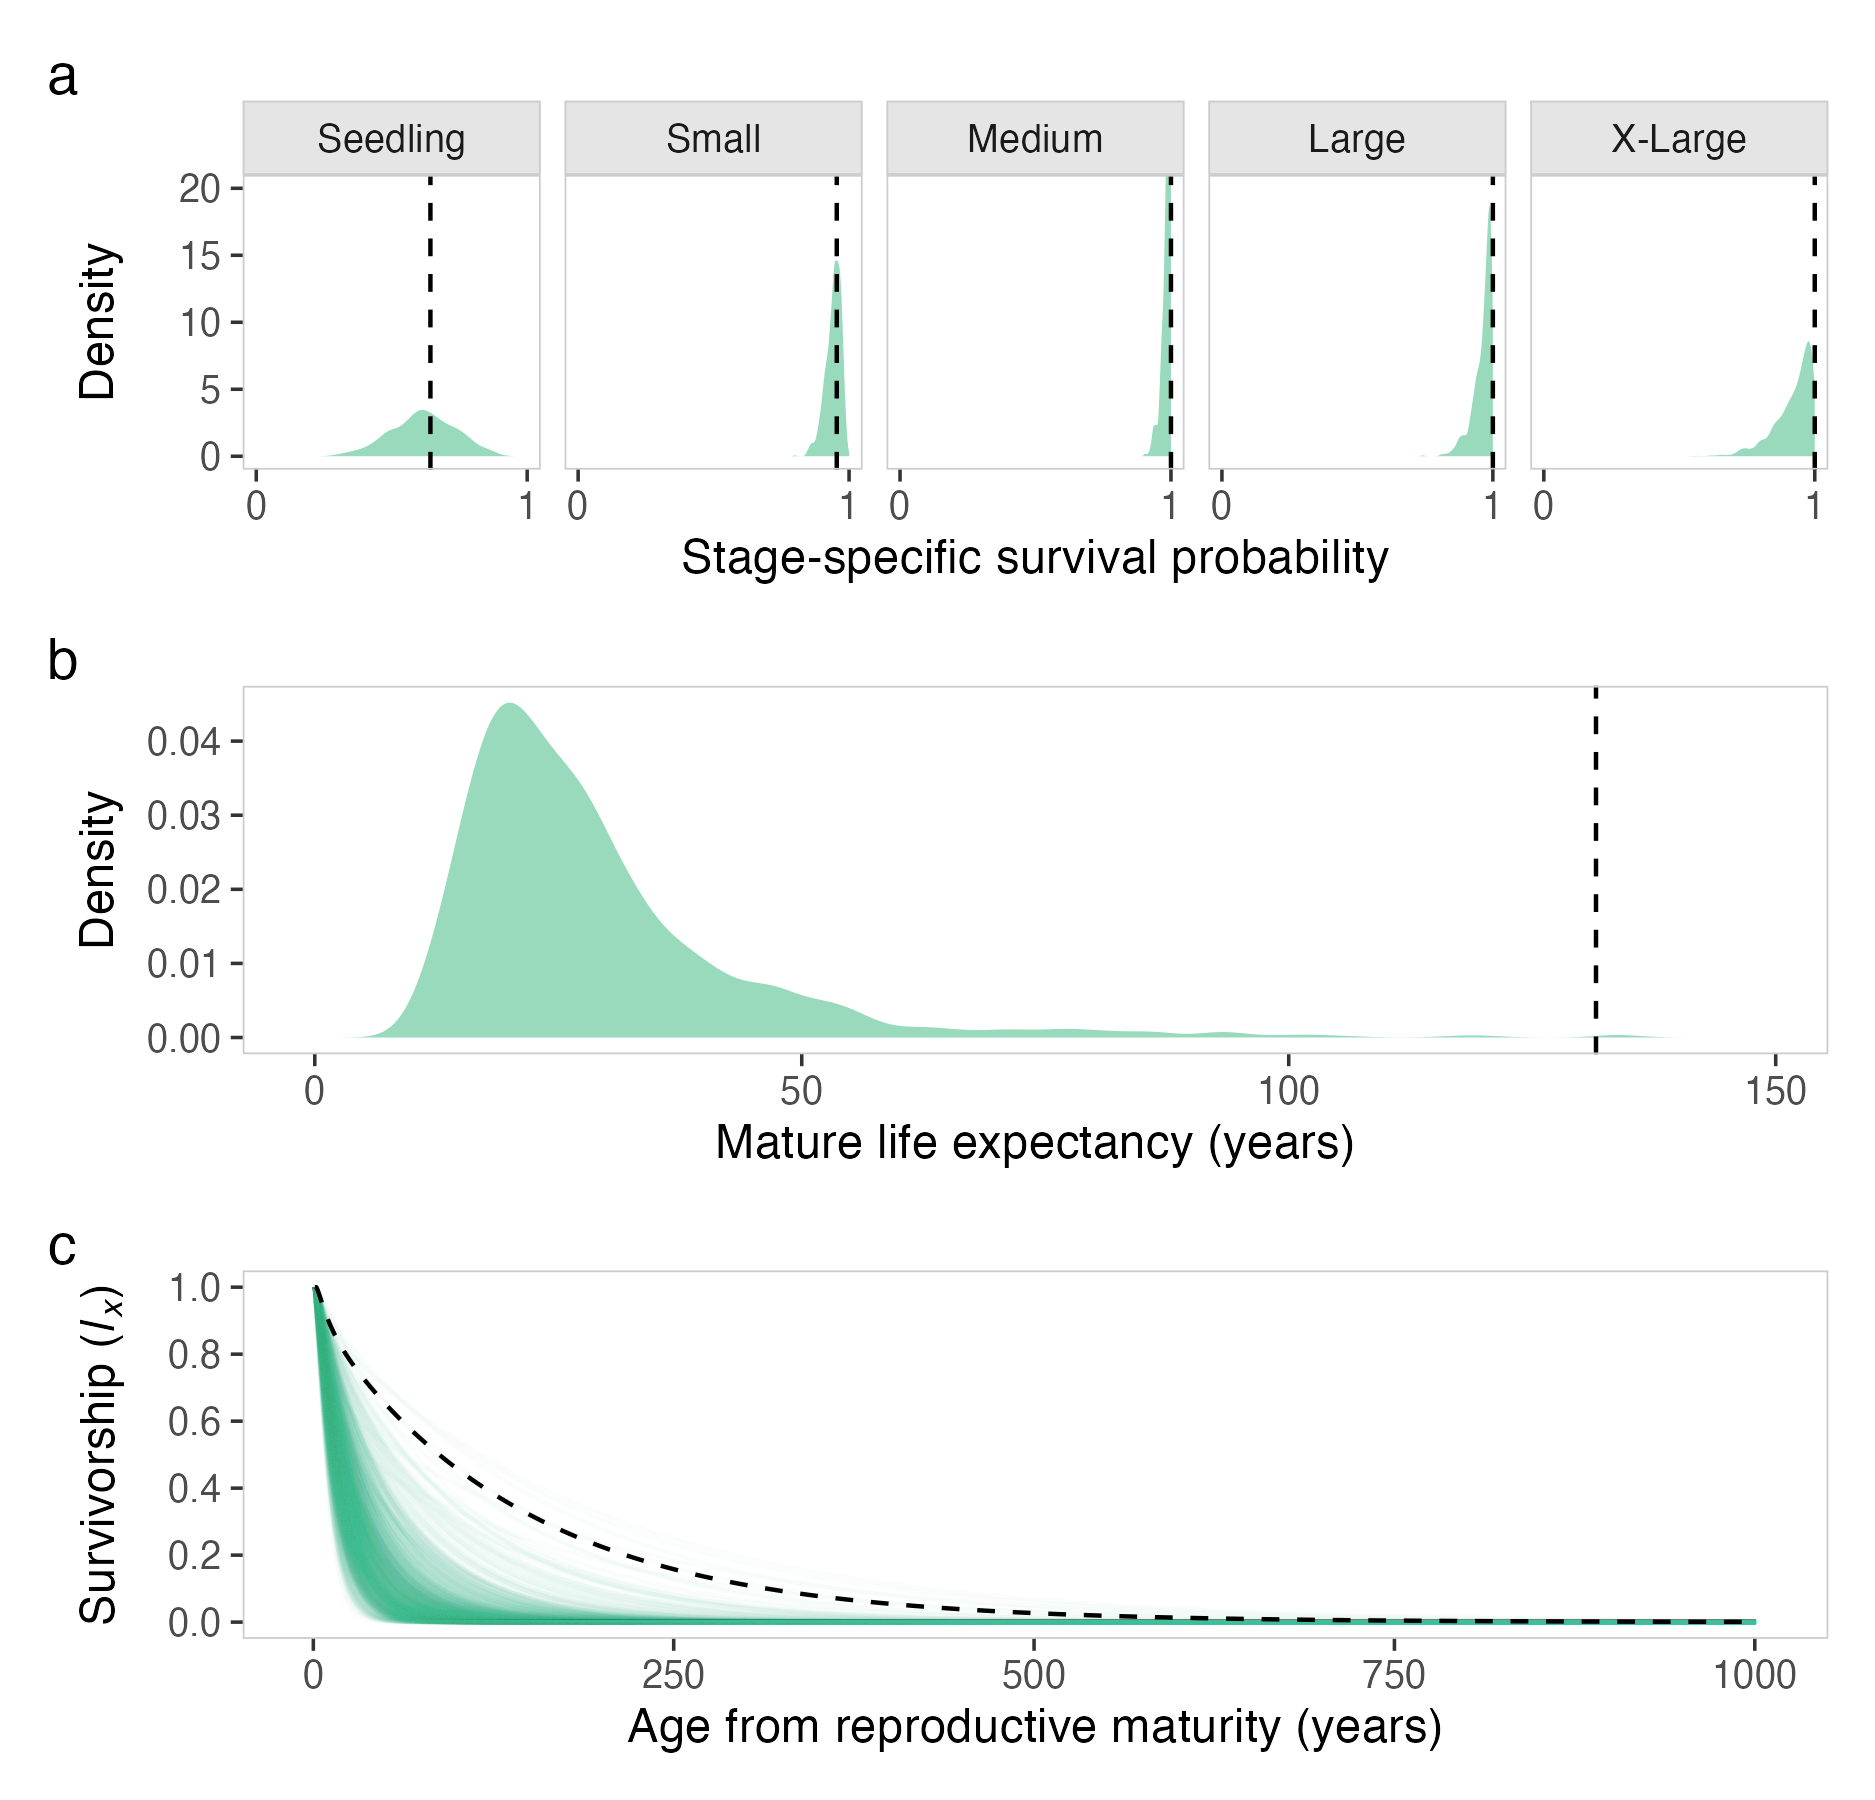 a
Seedling Small Medium Large X-Large
20
15
10
5
0
Density
0 1 0 1 0 1 0 1 0 1
Stage-specific survival probability
b
0.04
0.03
0.02
0.01
0.00
Density
0 50 100 150
Mature life expectancy (years)
c
1.0
0.8
0.6
0.4
0.2
0.0
Survivorship (lx)
0 250 500 750 1000
Age from reproductive maturity (years)